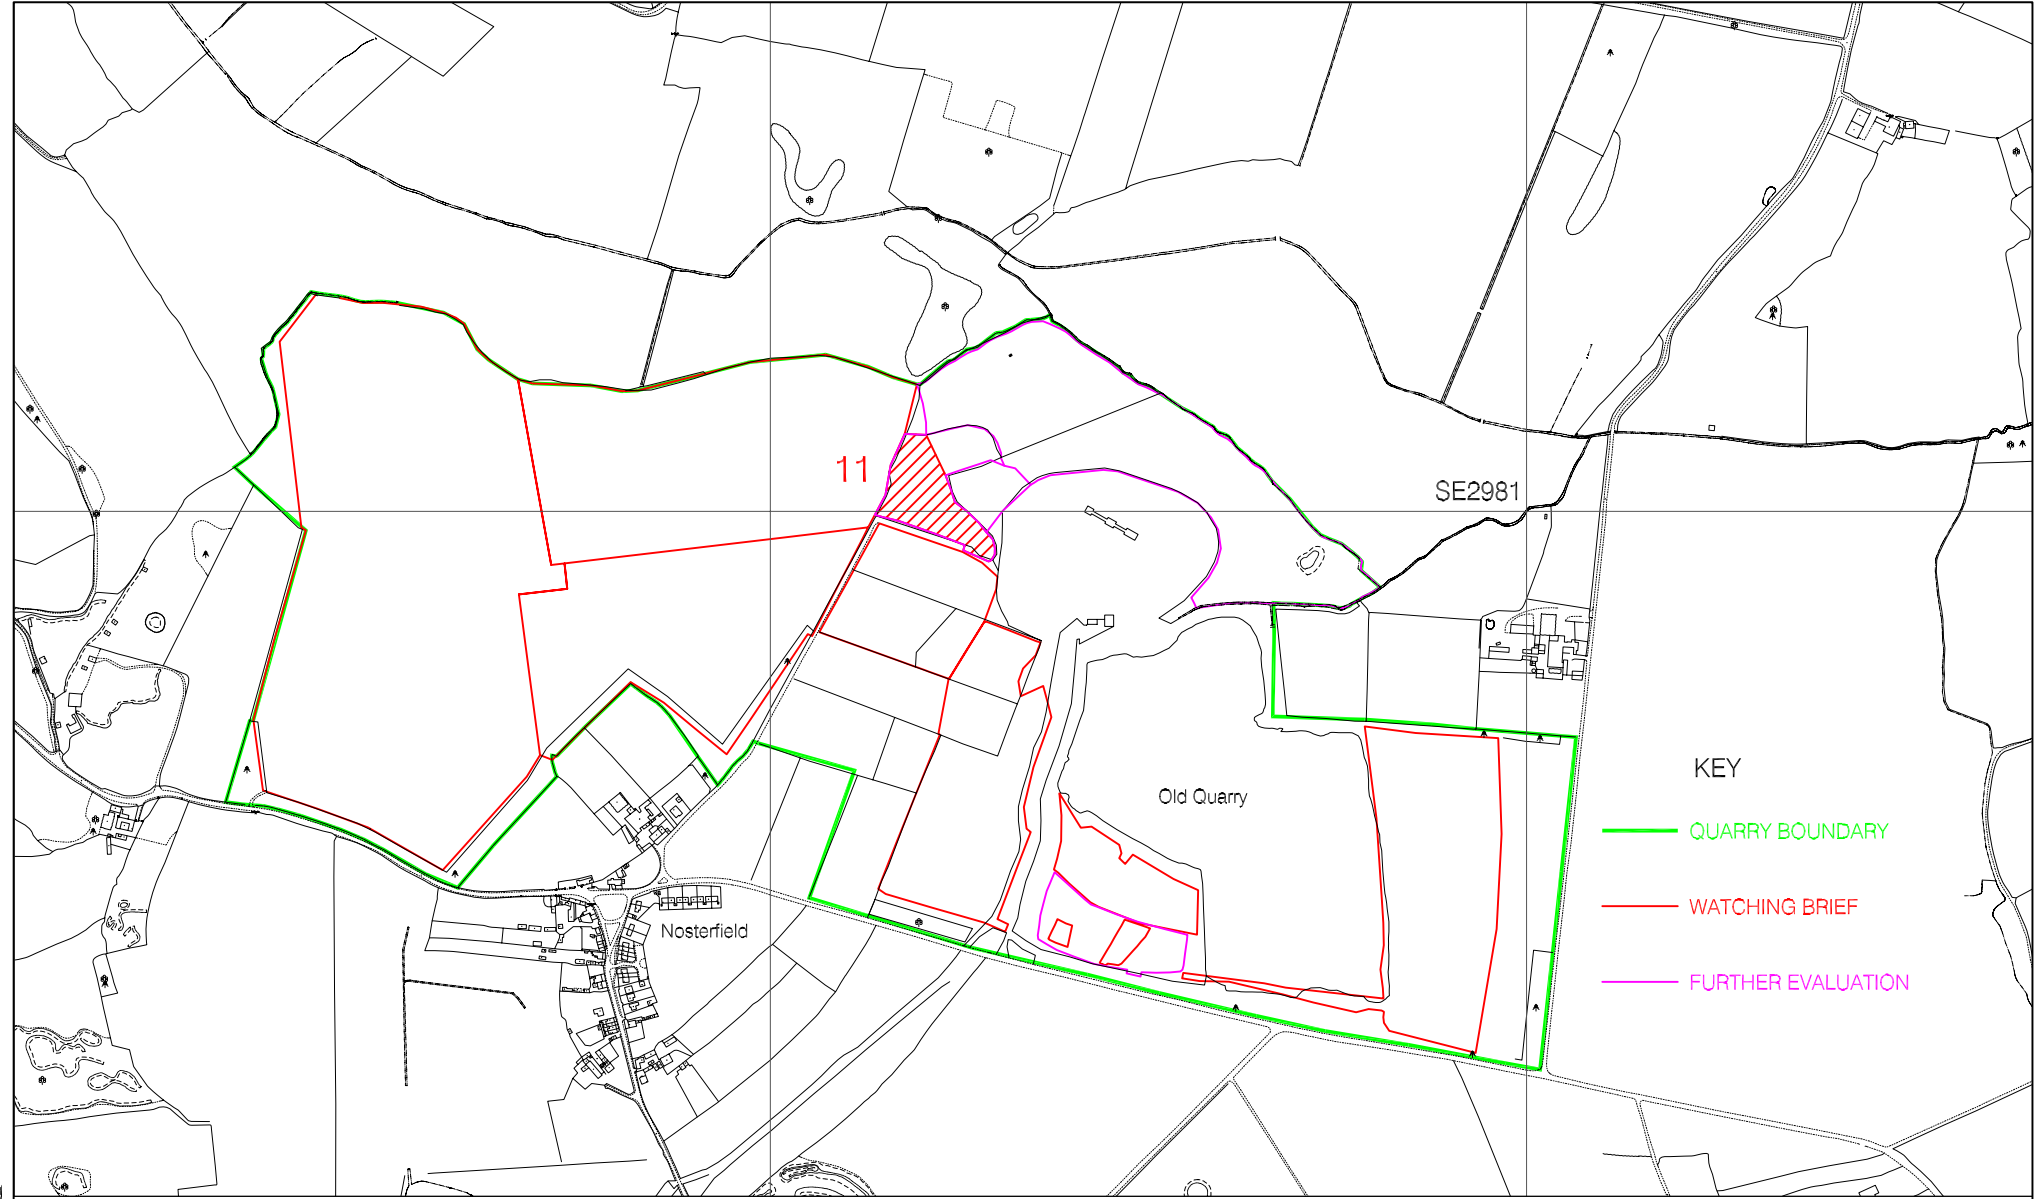 11
SE2981
KEY
Old Quarry
QUARRY BOUNDARY
WATCHING BRIEF
Nosterfield
FURTHER EVALUATION